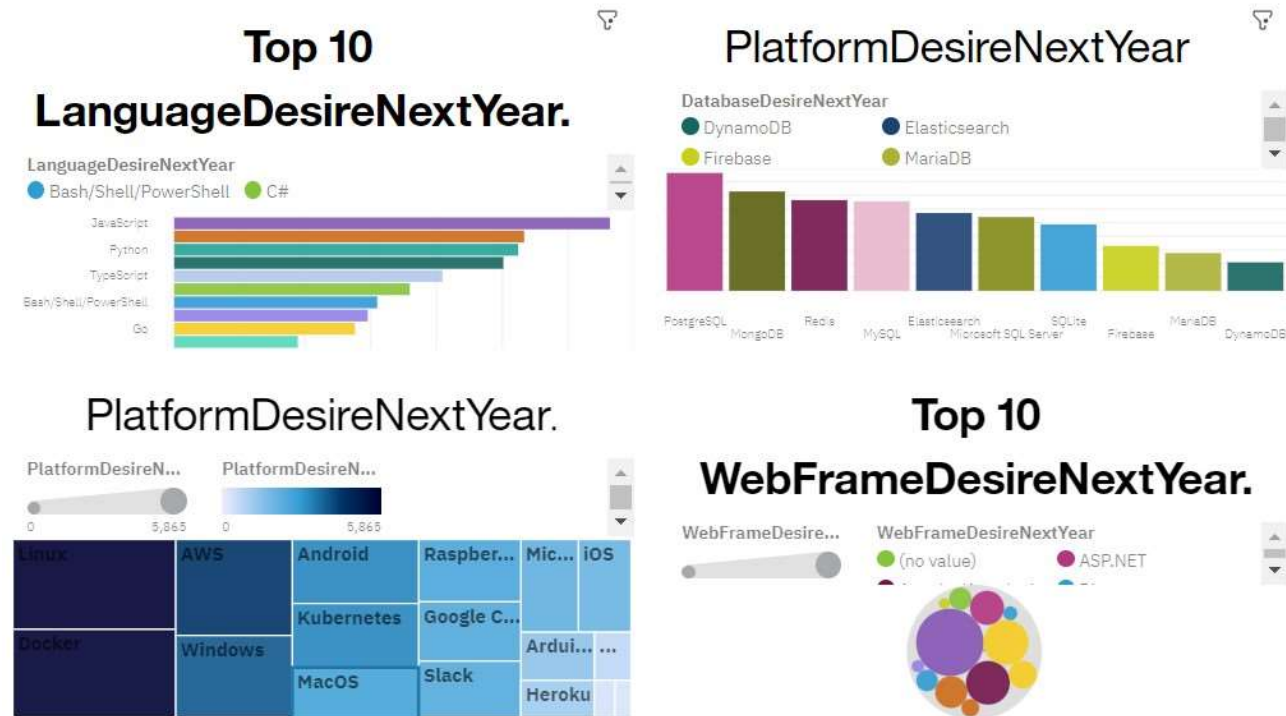 Top 10
LanguageDesireNextYear.
LanguageDesireNextYear
Bash/Shell/PowerShell C#
JavaScript
Python
TypeScript
Bash/Shell/PowerShell
Go
PlatformDesireNextYear
DatabaseDesireNextYear
DynamoDB Elasticsearch
Firebase MariaDB
PostgreSQL Redis Elasticsearch SQLite MariaDB
MongoDB MySQL Microsoft SQL Server Firebase DynamoDB
PlatformDesireNextYear.
PlatformDesireN... PlatformDesireN...
0 5,865 0 5,865
Linux AWS Android Raspber... Mic... iOS
Kubernetes Google C...
Docker Windows Ardui... ...
MacOS Slack Heroku
Top 10
WebFrameDesireNextYear.
WebFrameDesire... WebFrameDesireNextYear
(no value) ASP.NET